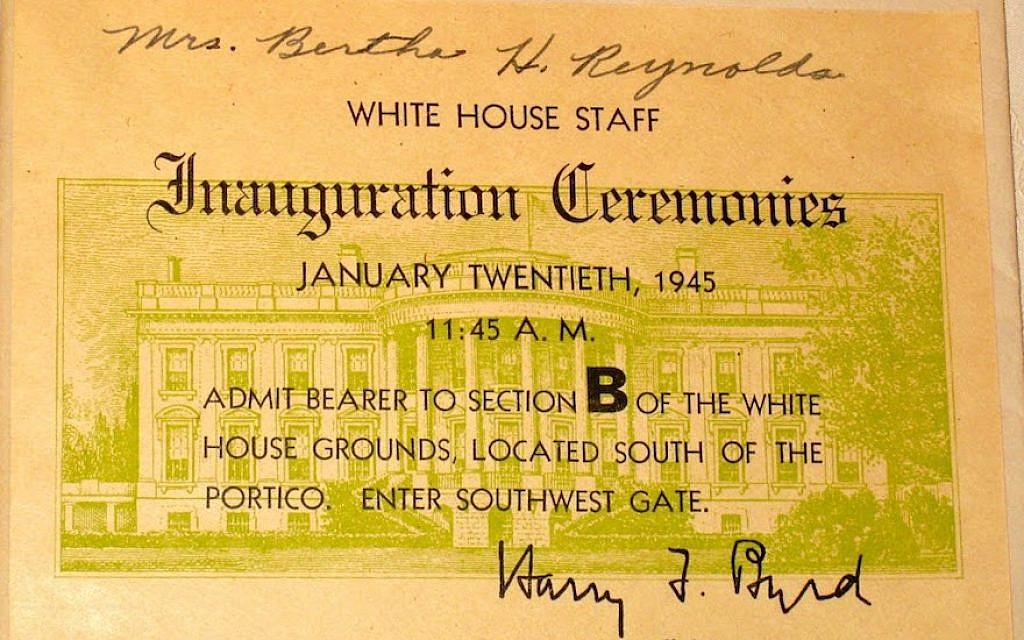 Mrs. Bertha H. Reynolds
WHITE HOUSE STAFF
Inauguration Ceremonies
JANUARY TWENTIETH, 1945
11:45 A. M.
ADMIT BEARER TO SECTION B OF THE WHITE
HOUSE GROUNDS, LOCATED SOUTH OF THE
PORTICO. ENTER SOUTHWEST GATE.
Harry F. Byrd